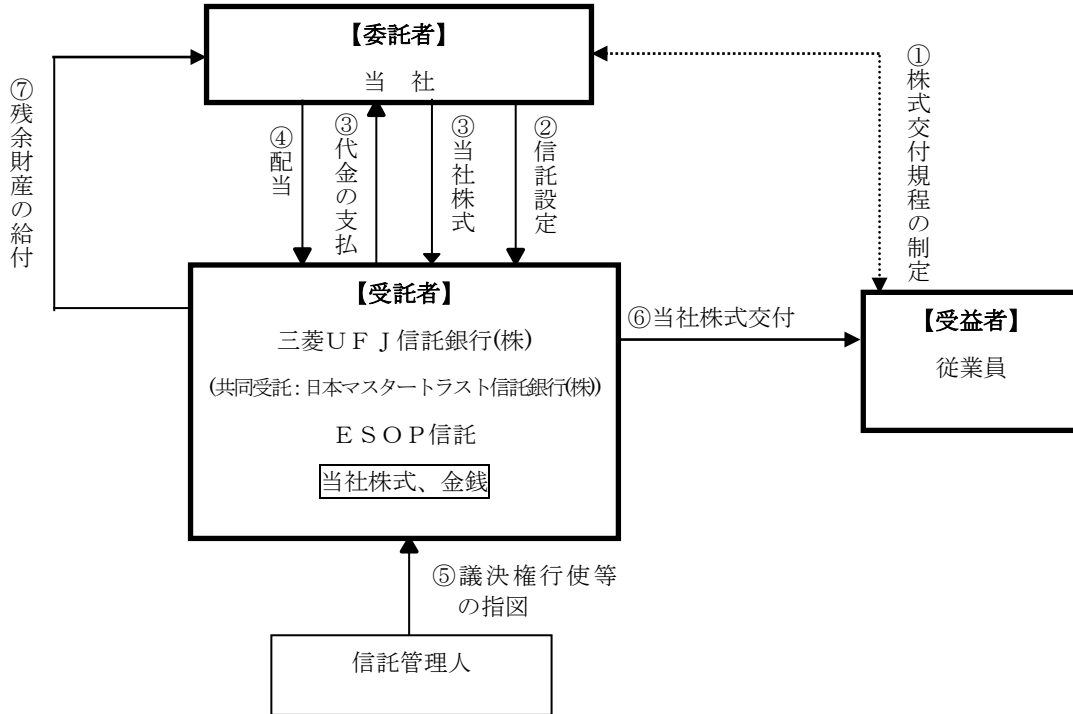 【委託者】
当　社
⑦残余財産の給付
④配当
③代金の支払
③当社株式
②信託設定
①株式交付規程の制定
【受託者】
三菱ＵＦＪ信託銀行(株)
(共同受託：日本マスタートラスト信託銀行(株))
ＥＳＯＰ信託
当社株式、金銭
⑥当社株式交付
【受益者】
従業員
⑤議決権行使等
の指図
信託管理人